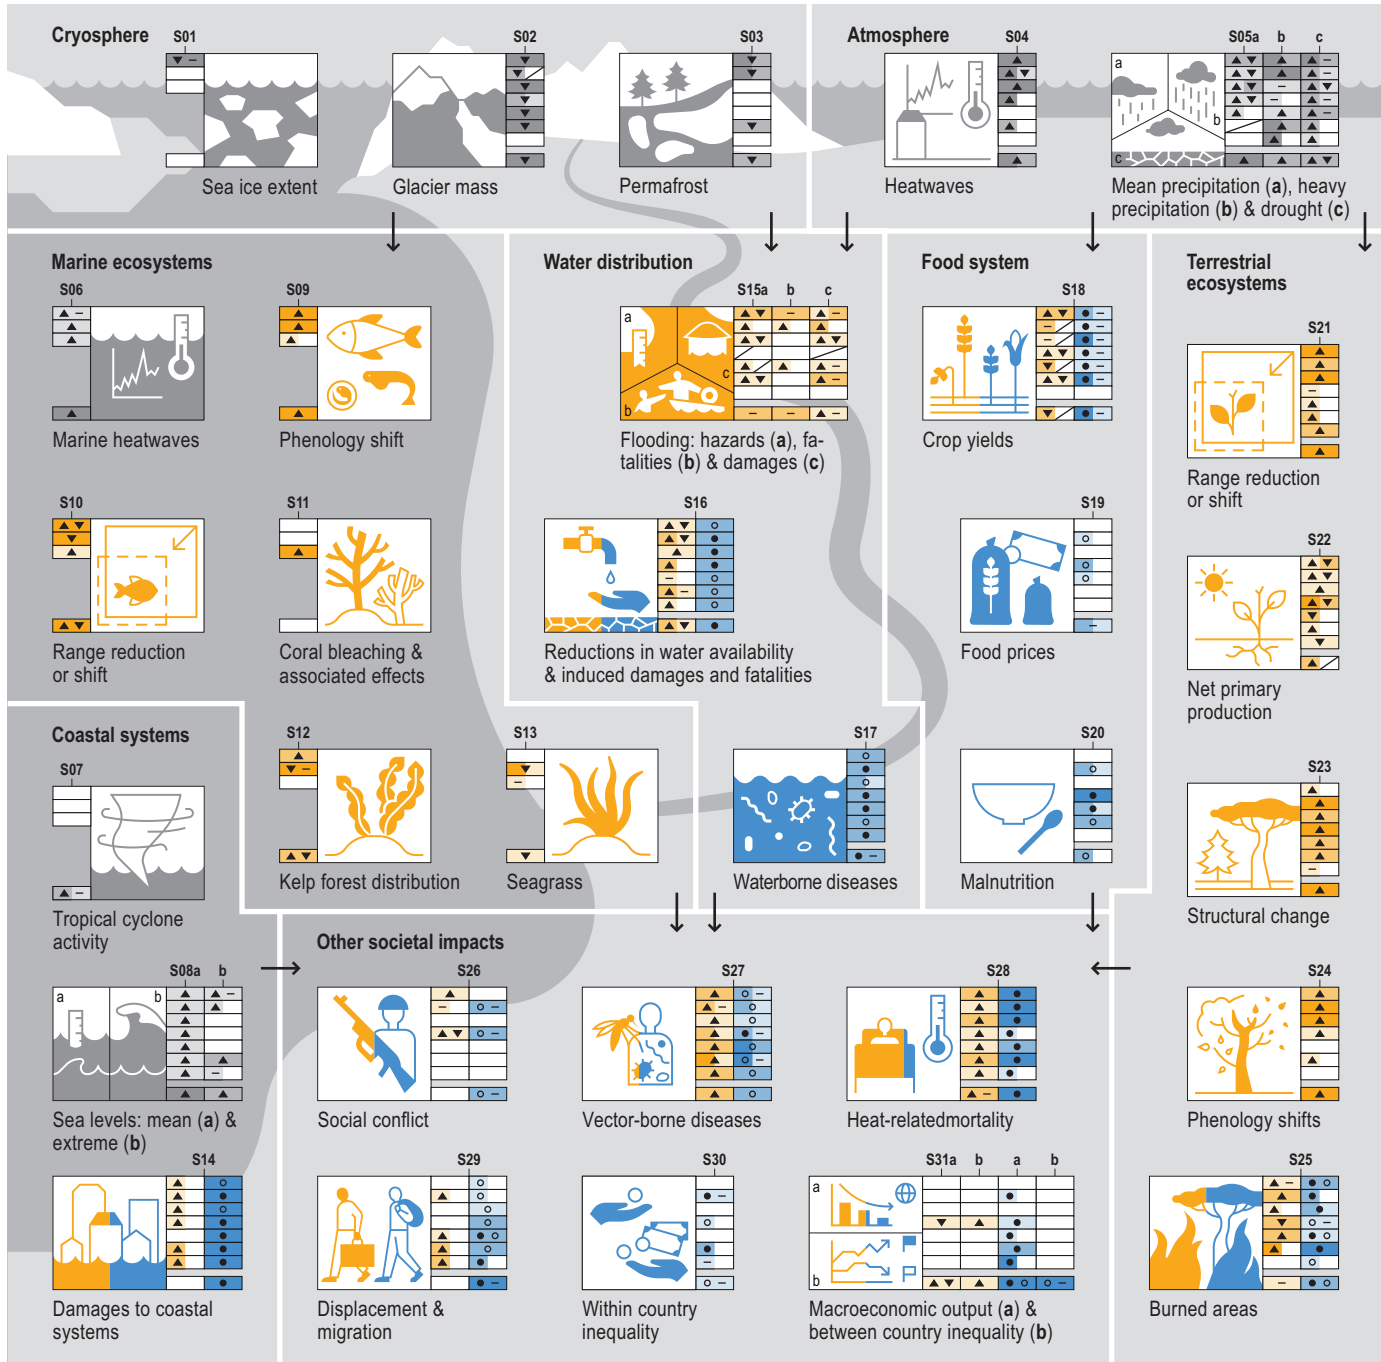 Cryosphere
S01
S02
S03
Sea ice extent
Glacier mass
Permafrost
Atmosphere
S04
S05a b c
a
b
c
Heatwaves
Mean precipitation (a), heavy
precipitation (b) & drought (c)
Marine ecosystems
S06
S09
Marine heatwaves
Phenology shift
S10
S11
Range reduction
or shift
Coral bleaching &
associated effects
S12
S13
Kelp forest distribution
Seagrass
Water distribution
S15a b c
a
c
b
Flooding: hazards (a), fa-
talities (b) & damages (c)
S16
Reductions in water availability
& induced damages and fatalities
S17
Waterborne diseases
Food system
S18
Crop yields
S19
Food prices
S20
Malnutrition
Terrestrial
ecosystems
S21
Range reduction
or shift
S22
Net primary
production
S23
Structural change
S24
Phenology shifts
S25
Burned areas
Coastal systems
S07
Tropical cyclone
activity
S08a b
a
b
Sea levels: mean (a) &
extreme (b)
S14
Damages to coastal
systems
Other societal impacts
S26
Social conflict
S27
Vector-borne diseases
S28
Heat-relatedmortality
S29
Displacement &
migration
S30
Within country
inequality
S31a b a b
a
b
Macroeconomic output (a) &
between country inequality (b)